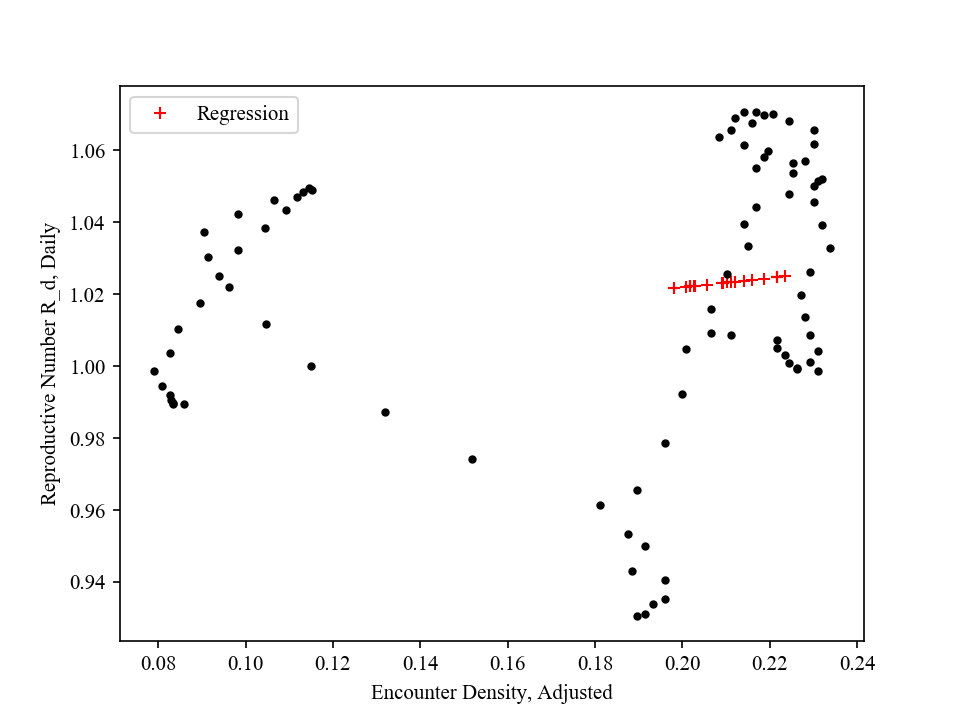 Regression
1.06
1.04
1.02
1.00
0.98
0.96
0.94
Reproductive Number R_d, Daily
0.08 0.10 0.12 0.14 0.16 0.18 0.20 0.22 0.24
Encounter Density, Adjusted